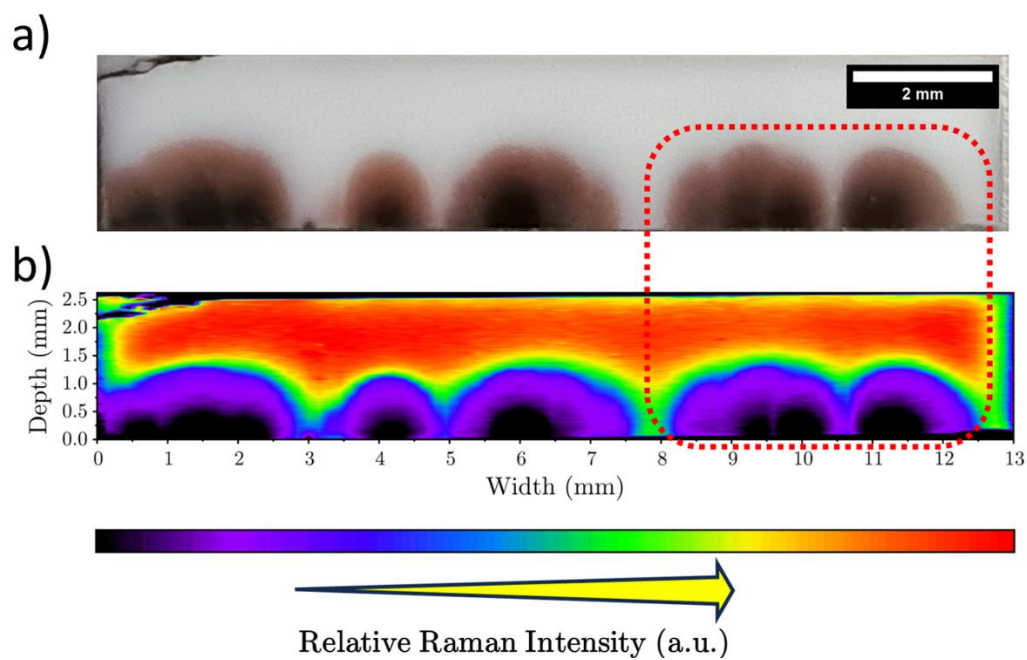 a)
2 mm
b)
Depth (mm)
2.5
2.0
1.5
1.0
0.5
0.0
0 1 2 3 4 5 6 7 8 9 10 11 12 13
Width (mm)
Relative Raman Intensity (a.u.)